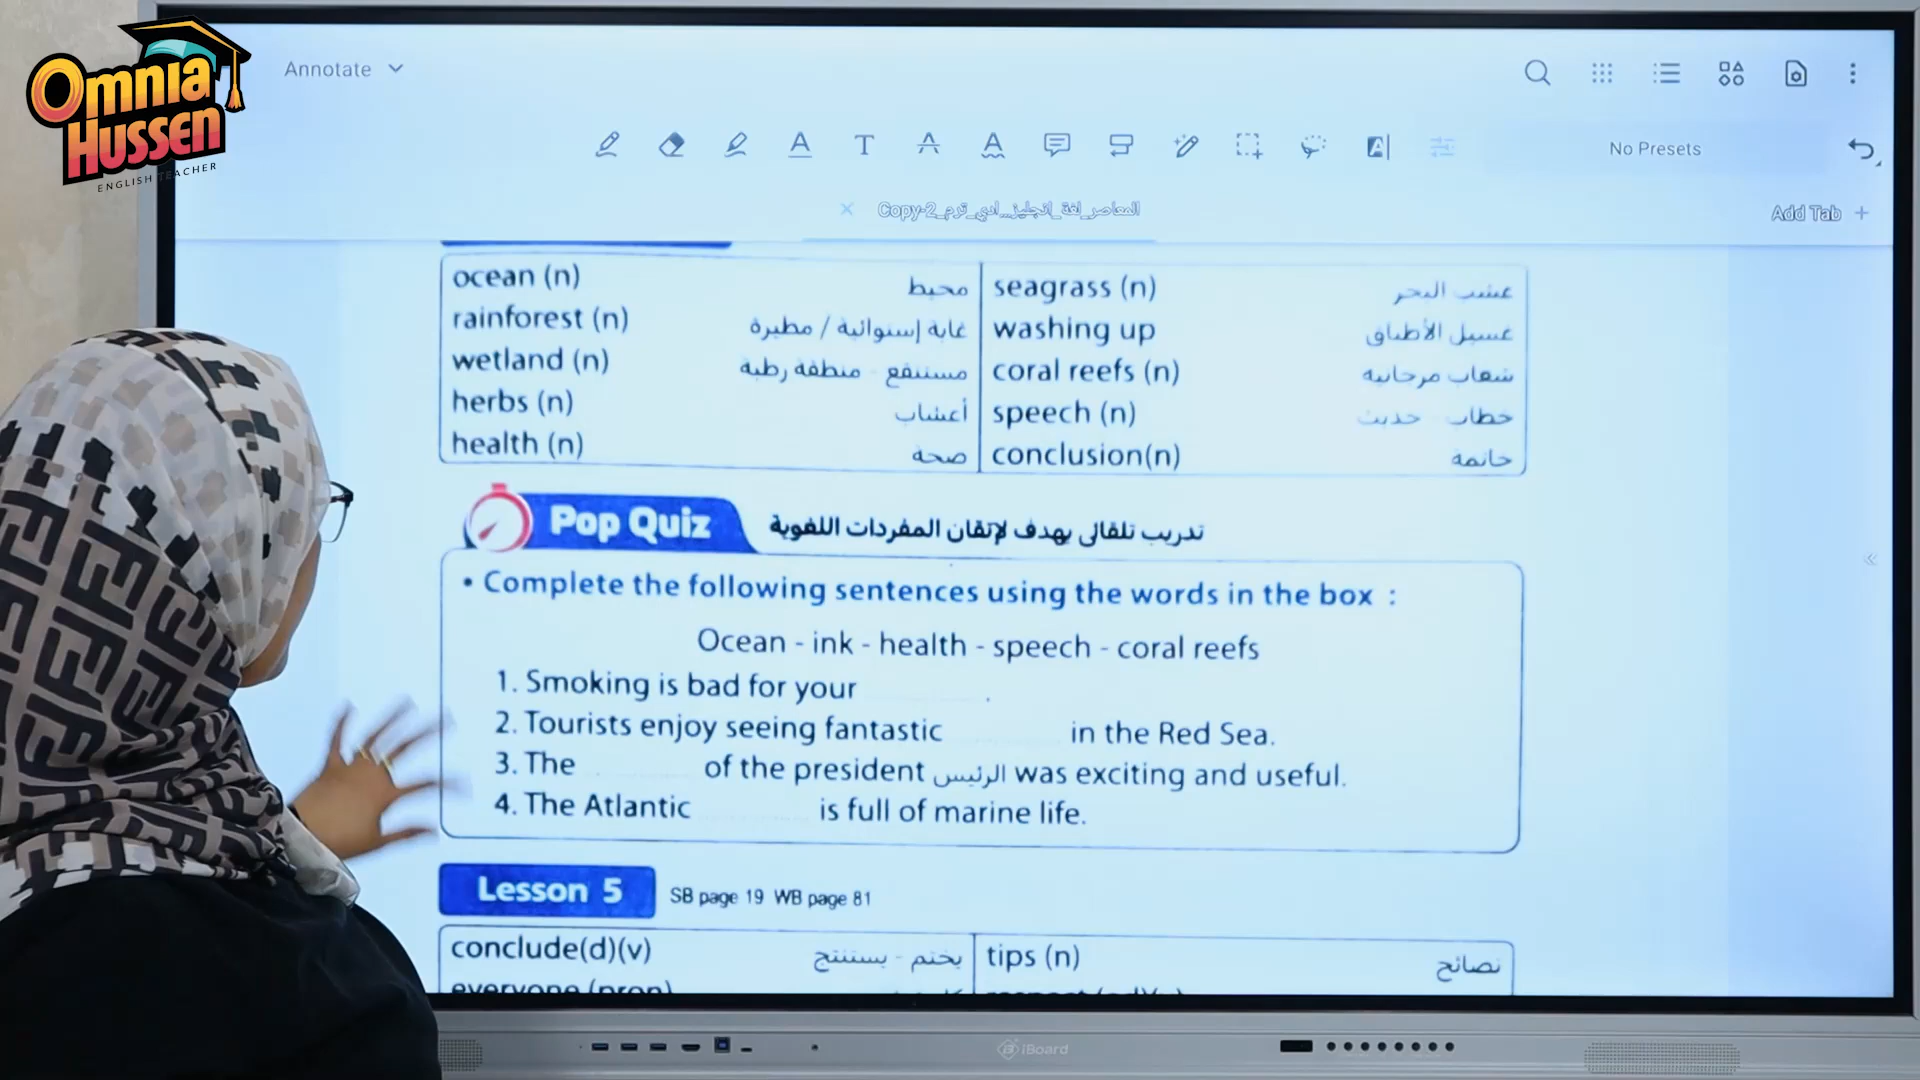 Omnia
Hussen
ENGLISH TEACHER
Annotate
No Presets
المعاصر_لغة_إنجليز...ادي_ترم_2-Copy
Add Tab +
ocean (n) محيط
rainforest (n) غابة إستوائية / مطيرة
wetland (n) مستنقع - منطقة رطبة
herbs (n) أعشاب
health (n) صحة
seagrass (n) عشب البحر
washing up غسيل الأطباق
coral reefs (n) شعاب مرجانية
speech (n) خطاب - حديث
conclusion(n) خاتمة
Pop Quiz تدريب تلقائى يهدف لإتقان المفردات اللغوية
• Complete the following sentences using the words in the box :
Ocean - ink - health - speech - coral reefs
1. Smoking is bad for your .
2. Tourists enjoy seeing fantastic in the Red Sea.
3. The of the president الرئيس was exciting and useful.
4. The Atlantic is full of marine life.
Lesson 5 SB page 19 WB page 81
conclude(d)(v) يختم - يستنتج
tips (n) نصائح
everyone (pron)
iBoard